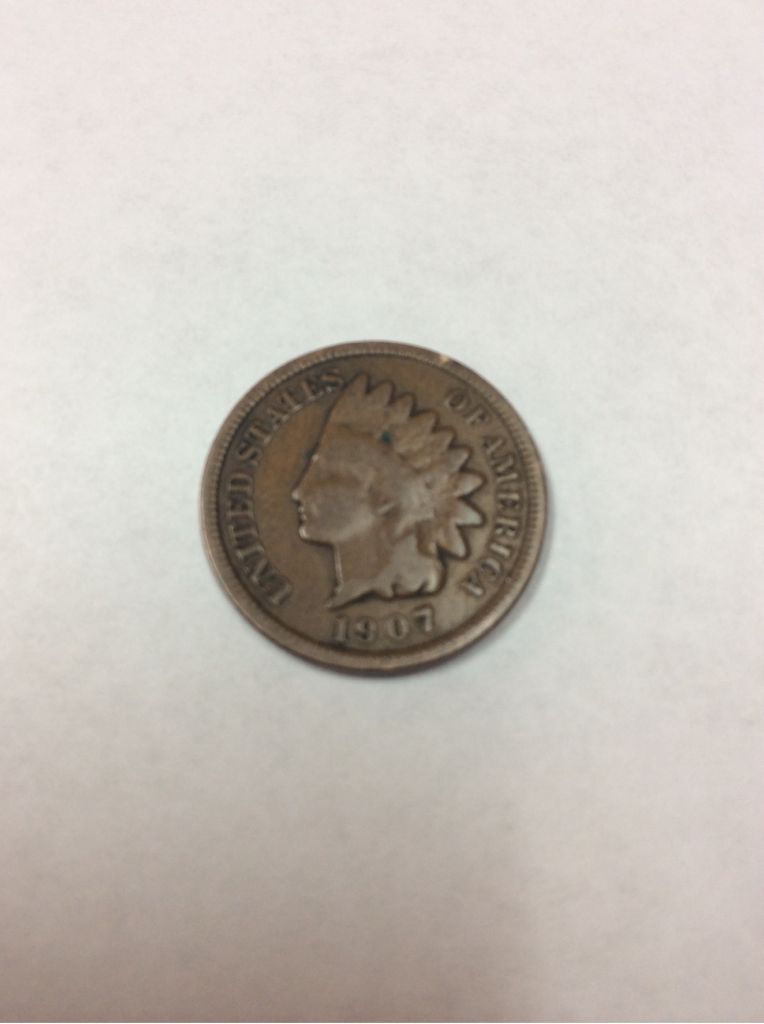 UNITED STATES OF AMERICA
1907